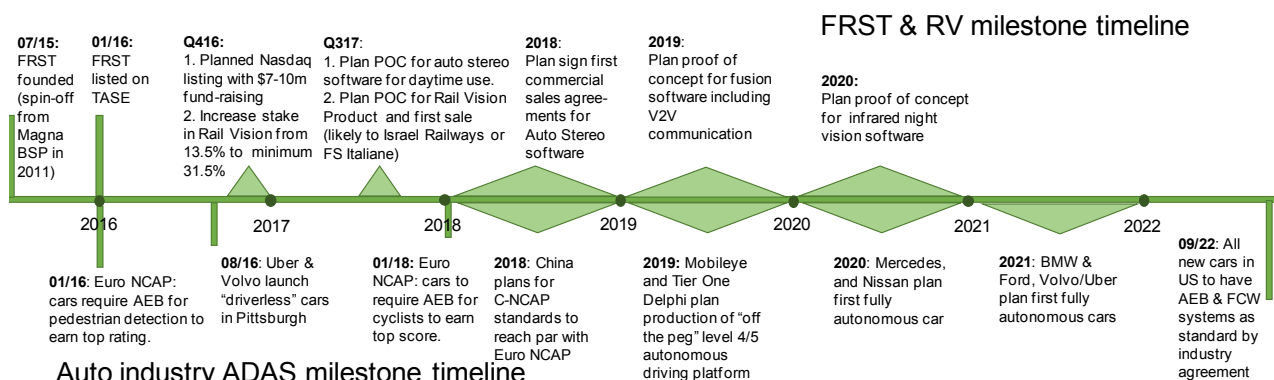 FRST & RV milestone timeline
07/15:
FRST
founded
(spin-off
from
Magna
BSP in
2011)
01/16:
FRST
listed on
TASE
Q416:
1. Planned Nasdaq
listing with $7-10m
fund-raising
2. Increase stake
in Rail Vision from
13.5% to minimum
31.5%
Q317:
1. Plan POC for auto stereo
software for daytime use.
2. Plan POC for Rail Vision
Product and first sale
(likely to Israel Railways or
FS Italiane)
2018:
Plan sign first
commercial
sales agree-
ments for
Auto Stereo
software
2019:
Plan proof of
concept for fusion
software including
V2V
communication
2020:
Plan proof of concept
for infrared night
vision software
2016
2017
2018
2019
2020
2021
2022
01/16: Euro NCAP:
cars require AEB for
pedestrian detection to
earn top rating.
08/16: Uber &
Volvo launch
“driverless” cars
in Pittsburgh
01/18: Euro
NCAP: cars to
require AEB for
cyclists to earn
top score.
2018: China
plans for
C-NCAP
standards to
reach par with
Euro NCAP
2019: Mobileye
and Tier One
Delphi plan
production of “off
the peg” level 4/5
autonomous
driving platform
2020: Mercedes,
and Nissan plan
first fully
autonomous car
2021: BMW &
Ford, Volvo/Uber
plan first fully
autonomous cars
09/22: All
new cars in
US to have
AEB & FCW
systems as
standard by
industry
agreement
Auto industry ADAS milestone timeline